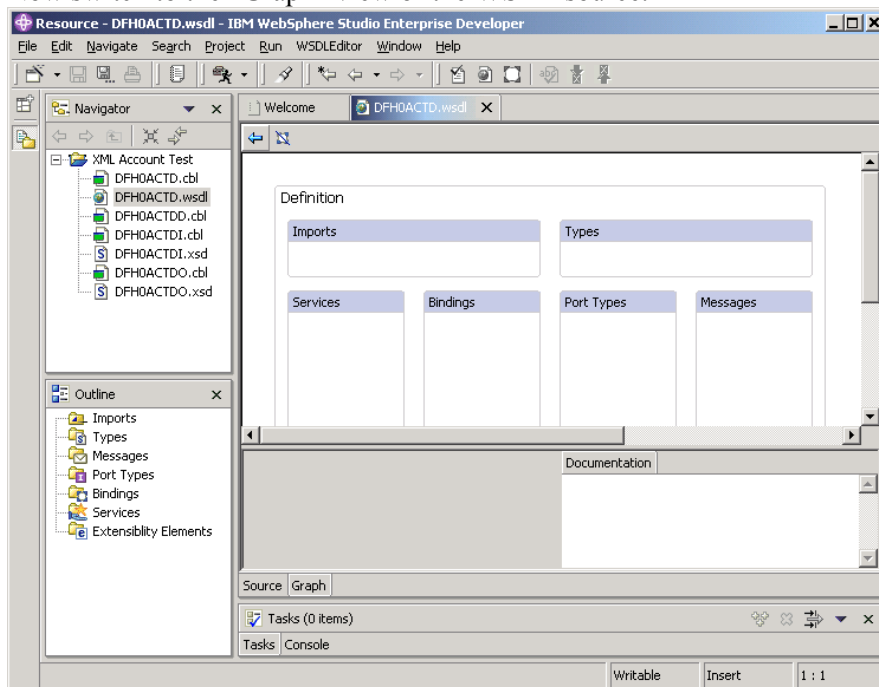 Resource - DFH0ACTD.wsdl - IBM WebSphere Studio Enterprise Developer
File Edit Navigate Search Project Run WSDLEditor Window Help
Navigator
Welcome DFH0ACTD.wsdl
XML Account Test
DFH0ACTD.cbl
DFH0ACTD.wsdl
DFH0ACTDD.cbl
DFH0ACTDI.cbl
DFH0ACTDI.xsd
DFH0ACTDO.cbl
DFH0ACTDO.xsd
Definition
Imports Types
Services Bindings Port Types Messages
Outline
Imports
Types
Messages
Port Types
Bindings
Services
Extensiblity Elements
Documentation
Source Graph
Tasks (0 items)
Tasks Console
Writable Insert 1 : 1